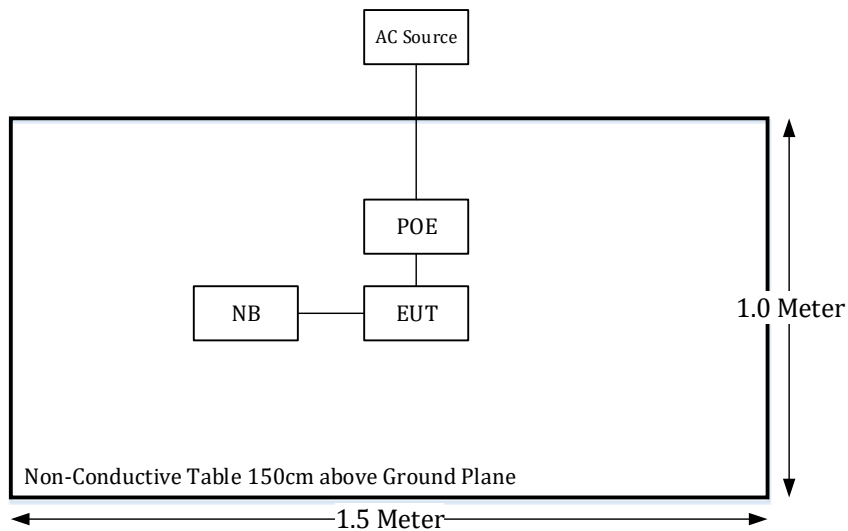 AC Source
POE
NB
EUT
1.0 Meter
Non-Conductive Table 150cm above Ground Plane
1.5 Meter